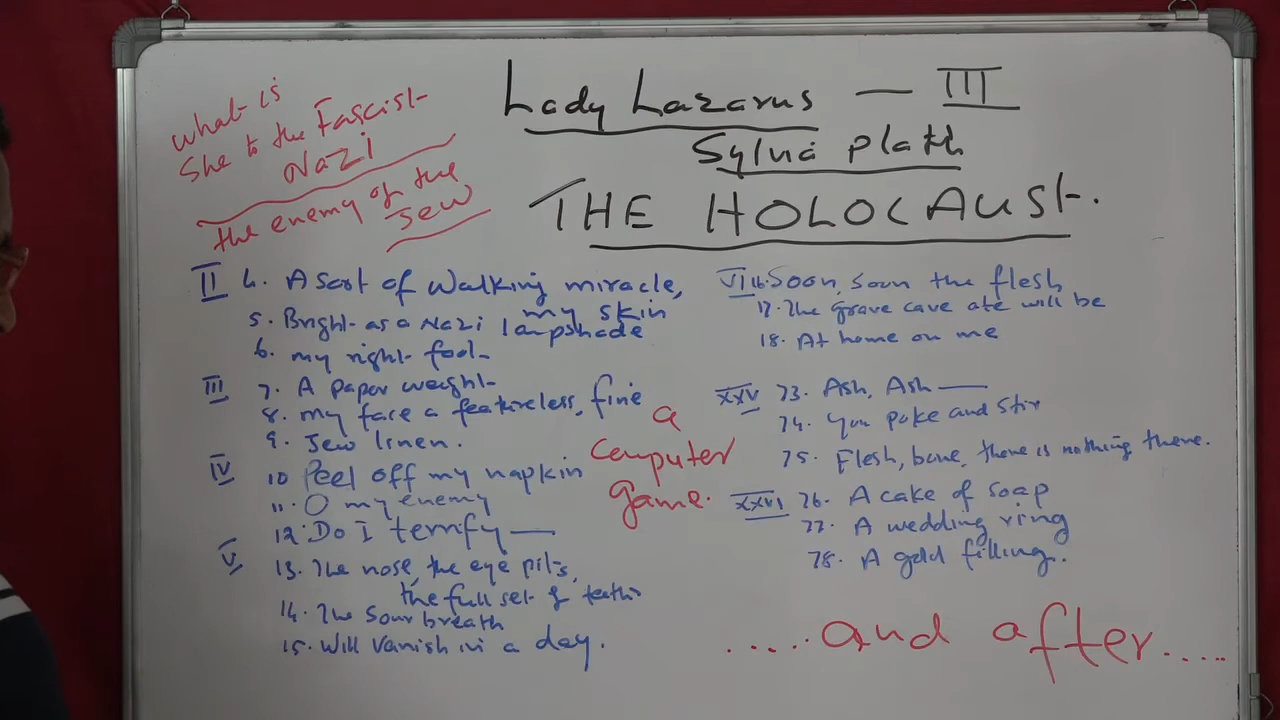 What is
She to the Fascist
Nazi
the enemy of the
Jew
Lady Lazarus — III
Sylvia Plath
THE HOLOCAUST.
II 4. A sort of walking miracle,
my skin
5. Bright as a Nazi lampshade
6. my right foot
III 7. A paper weight
8. my face a featureless, fine
9. Jew linen.
IV 10 Peel off my napkin
11. O my enemy
12. Do I terrify —
V 13. The nose, the eye pits,
the full set of teeth
14. The Sour breath
15. Will Vanish in a day.
a
computer
game.
VI 16. Soon, soon the flesh
17. The grave cave ate will be
18. At home on me
XXV 73. Ash, Ash —
74. You poke and stir
75. Flesh, bone, there is nothing there.
XXVI 76. A cake of soap
77. A wedding ring
78. A gold filling.
.....and after.....